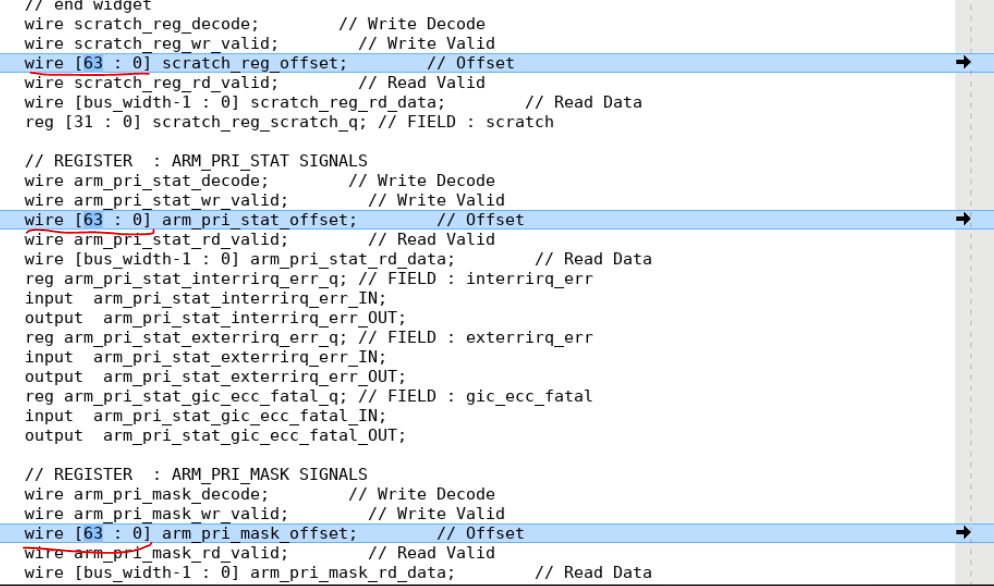 // end widget
wire scratch_reg_decode;        // Write Decode
wire scratch_reg_wr_valid;        // Write Valid
wire [63 : 0] scratch_reg_offset;        // Offset
wire scratch_reg_rd_valid;        // Read Valid
wire [bus_width-1 : 0] scratch_reg_rd_data;        // Read Data
reg [31 : 0] scratch_reg_scratch_q; // FIELD : scratch

// REGISTER  : ARM_PRI_STAT SIGNALS
wire arm_pri_stat_decode;        // Write Decode
wire arm_pri_stat_wr_valid;        // Write Valid
wire [63 : 0] arm_pri_stat_offset;        // Offset
wire arm_pri_stat_rd_valid;        // Read Valid
wire [bus_width-1 : 0] arm_pri_stat_rd_data;        // Read Data
reg arm_pri_stat_interrirq_err_q; // FIELD : interrirq_err
input  arm_pri_stat_interrirq_err_IN;
output  arm_pri_stat_interrirq_err_OUT;
reg arm_pri_stat_exterrirq_err_q; // FIELD : exterrirq_err
input  arm_pri_stat_exterrirq_err_IN;
output  arm_pri_stat_exterrirq_err_OUT;
reg arm_pri_stat_gic_ecc_fatal_q; // FIELD : gic_ecc_fatal
input  arm_pri_stat_gic_ecc_fatal_IN;
output  arm_pri_stat_gic_ecc_fatal_OUT;

// REGISTER  : ARM_PRI_MASK SIGNALS
wire arm_pri_mask_decode;        // Write Decode
wire arm_pri_mask_wr_valid;        // Write Valid
wire [63 : 0] arm_pri_mask_offset;        // Offset
wire arm_pri_mask_rd_valid;        // Read Valid
wire [bus_width-1 : 0] arm_pri_mask_rd_data;        // Read Data